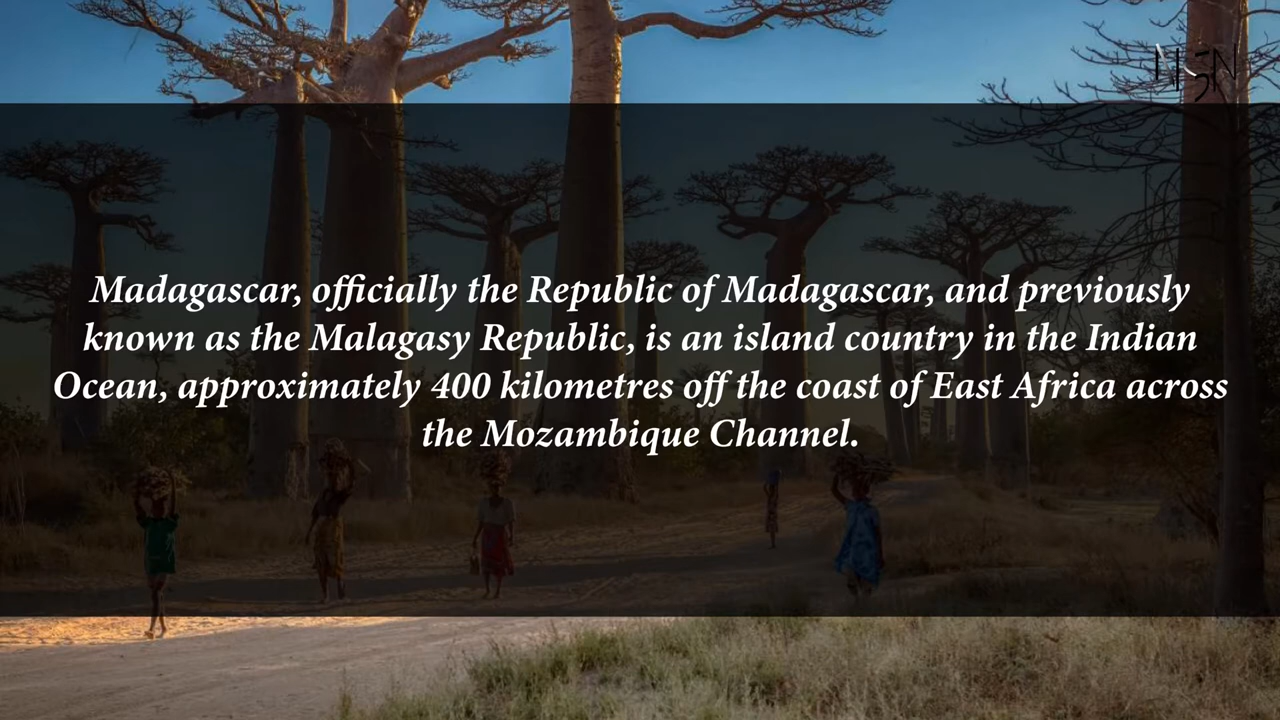 Madagascar, officially the Republic of Madagascar, and previously
known as the Malagasy Republic, is an island country in the Indian
Ocean, approximately 400 kilometres off the coast of East Africa across
the Mozambique Channel.